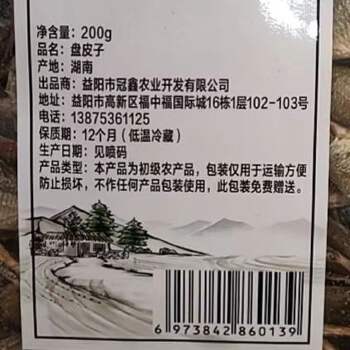 净含量：200g
品名：盘皮子
产地：湖南
出品商：益阳市冠鑫农业开发有限公司
地址：益阳市高新区福中福国际城16栋1层102-103号
电话：13875361125
保质期：12个月（低温冷藏）
生产日期：见喷码
产品类型：本产品为初级农产品，包装仅用于运输方便
防止损坏，不作任何产品包装使用，此包装免费赠送。
6 973842 860139